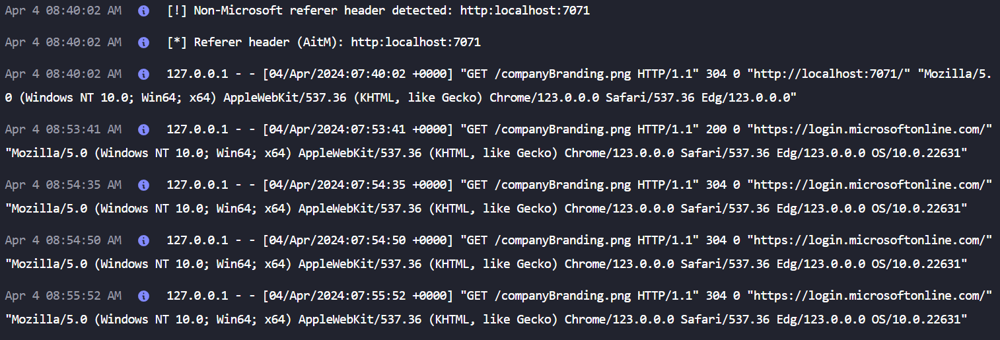 Apr 4 08:40:02 AM [!] Non-Microsoft referer header detected: http:localhost:7071
Apr 4 08:40:02 AM [*] Referer header (AitM): http:localhost:7071
Apr 4 08:40:02 AM 127.0.0.1 - - [04/Apr/2024:07:40:02 +0000] "GET /companyBranding.png HTTP/1.1" 304 0 "http://localhost:7071/" "Mozilla/5.
0 (Windows NT 10.0; Win64; x64) AppleWebKit/537.36 (KHTML, like Gecko) Chrome/123.0.0.0 Safari/537.36 Edg/123.0.0.0"
Apr 4 08:53:41 AM 127.0.0.1 - - [04/Apr/2024:07:53:41 +0000] "GET /companyBranding.png HTTP/1.1" 200 0 "https://login.microsoftonline.com/"
"Mozilla/5.0 (Windows NT 10.0; Win64; x64) AppleWebKit/537.36 (KHTML, like Gecko) Chrome/123.0.0.0 Safari/537.36 Edg/123.0.0.0 OS/10.0.22631"
Apr 4 08:54:35 AM 127.0.0.1 - - [04/Apr/2024:07:54:35 +0000] "GET /companyBranding.png HTTP/1.1" 304 0 "https://login.microsoftonline.com/"
"Mozilla/5.0 (Windows NT 10.0; Win64; x64) AppleWebKit/537.36 (KHTML, like Gecko) Chrome/123.0.0.0 Safari/537.36 Edg/123.0.0.0 OS/10.0.22631"
Apr 4 08:54:50 AM 127.0.0.1 - - [04/Apr/2024:07:54:50 +0000] "GET /companyBranding.png HTTP/1.1" 304 0 "https://login.microsoftonline.com/"
"Mozilla/5.0 (Windows NT 10.0; Win64; x64) AppleWebKit/537.36 (KHTML, like Gecko) Chrome/123.0.0.0 Safari/537.36 Edg/123.0.0.0 OS/10.0.22631"
Apr 4 08:55:52 AM 127.0.0.1 - - [04/Apr/2024:07:55:52 +0000] "GET /companyBranding.png HTTP/1.1" 304 0 "https://login.microsoftonline.com/"
"Mozilla/5.0 (Windows NT 10.0; Win64; x64) AppleWebKit/537.36 (KHTML, like Gecko) Chrome/123.0.0.0 Safari/537.36 Edg/123.0.0.0 OS/10.0.22631"